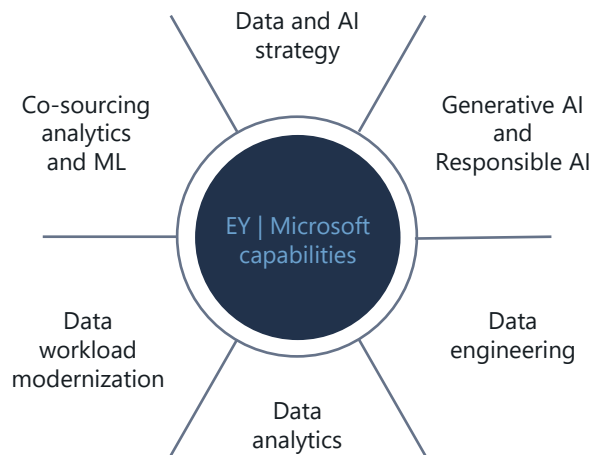 Data and AI
strategy
Generative AI
and
Responsible AI
Data
engineering
Data
analytics
Data
workload
modernization
Co-sourcing
analytics
and ML
EY | Microsoft
capabilities